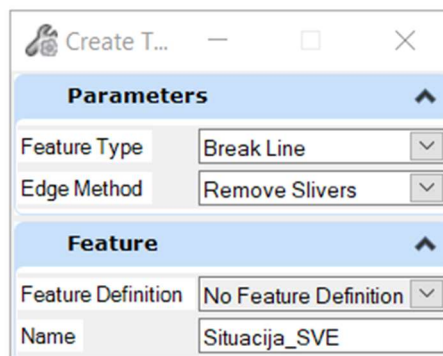 Create T...
Parameters
Feature Type Break Line
Edge Method Remove Slivers
Feature
Feature Definition No Feature Definition
Name Situacija_SVE